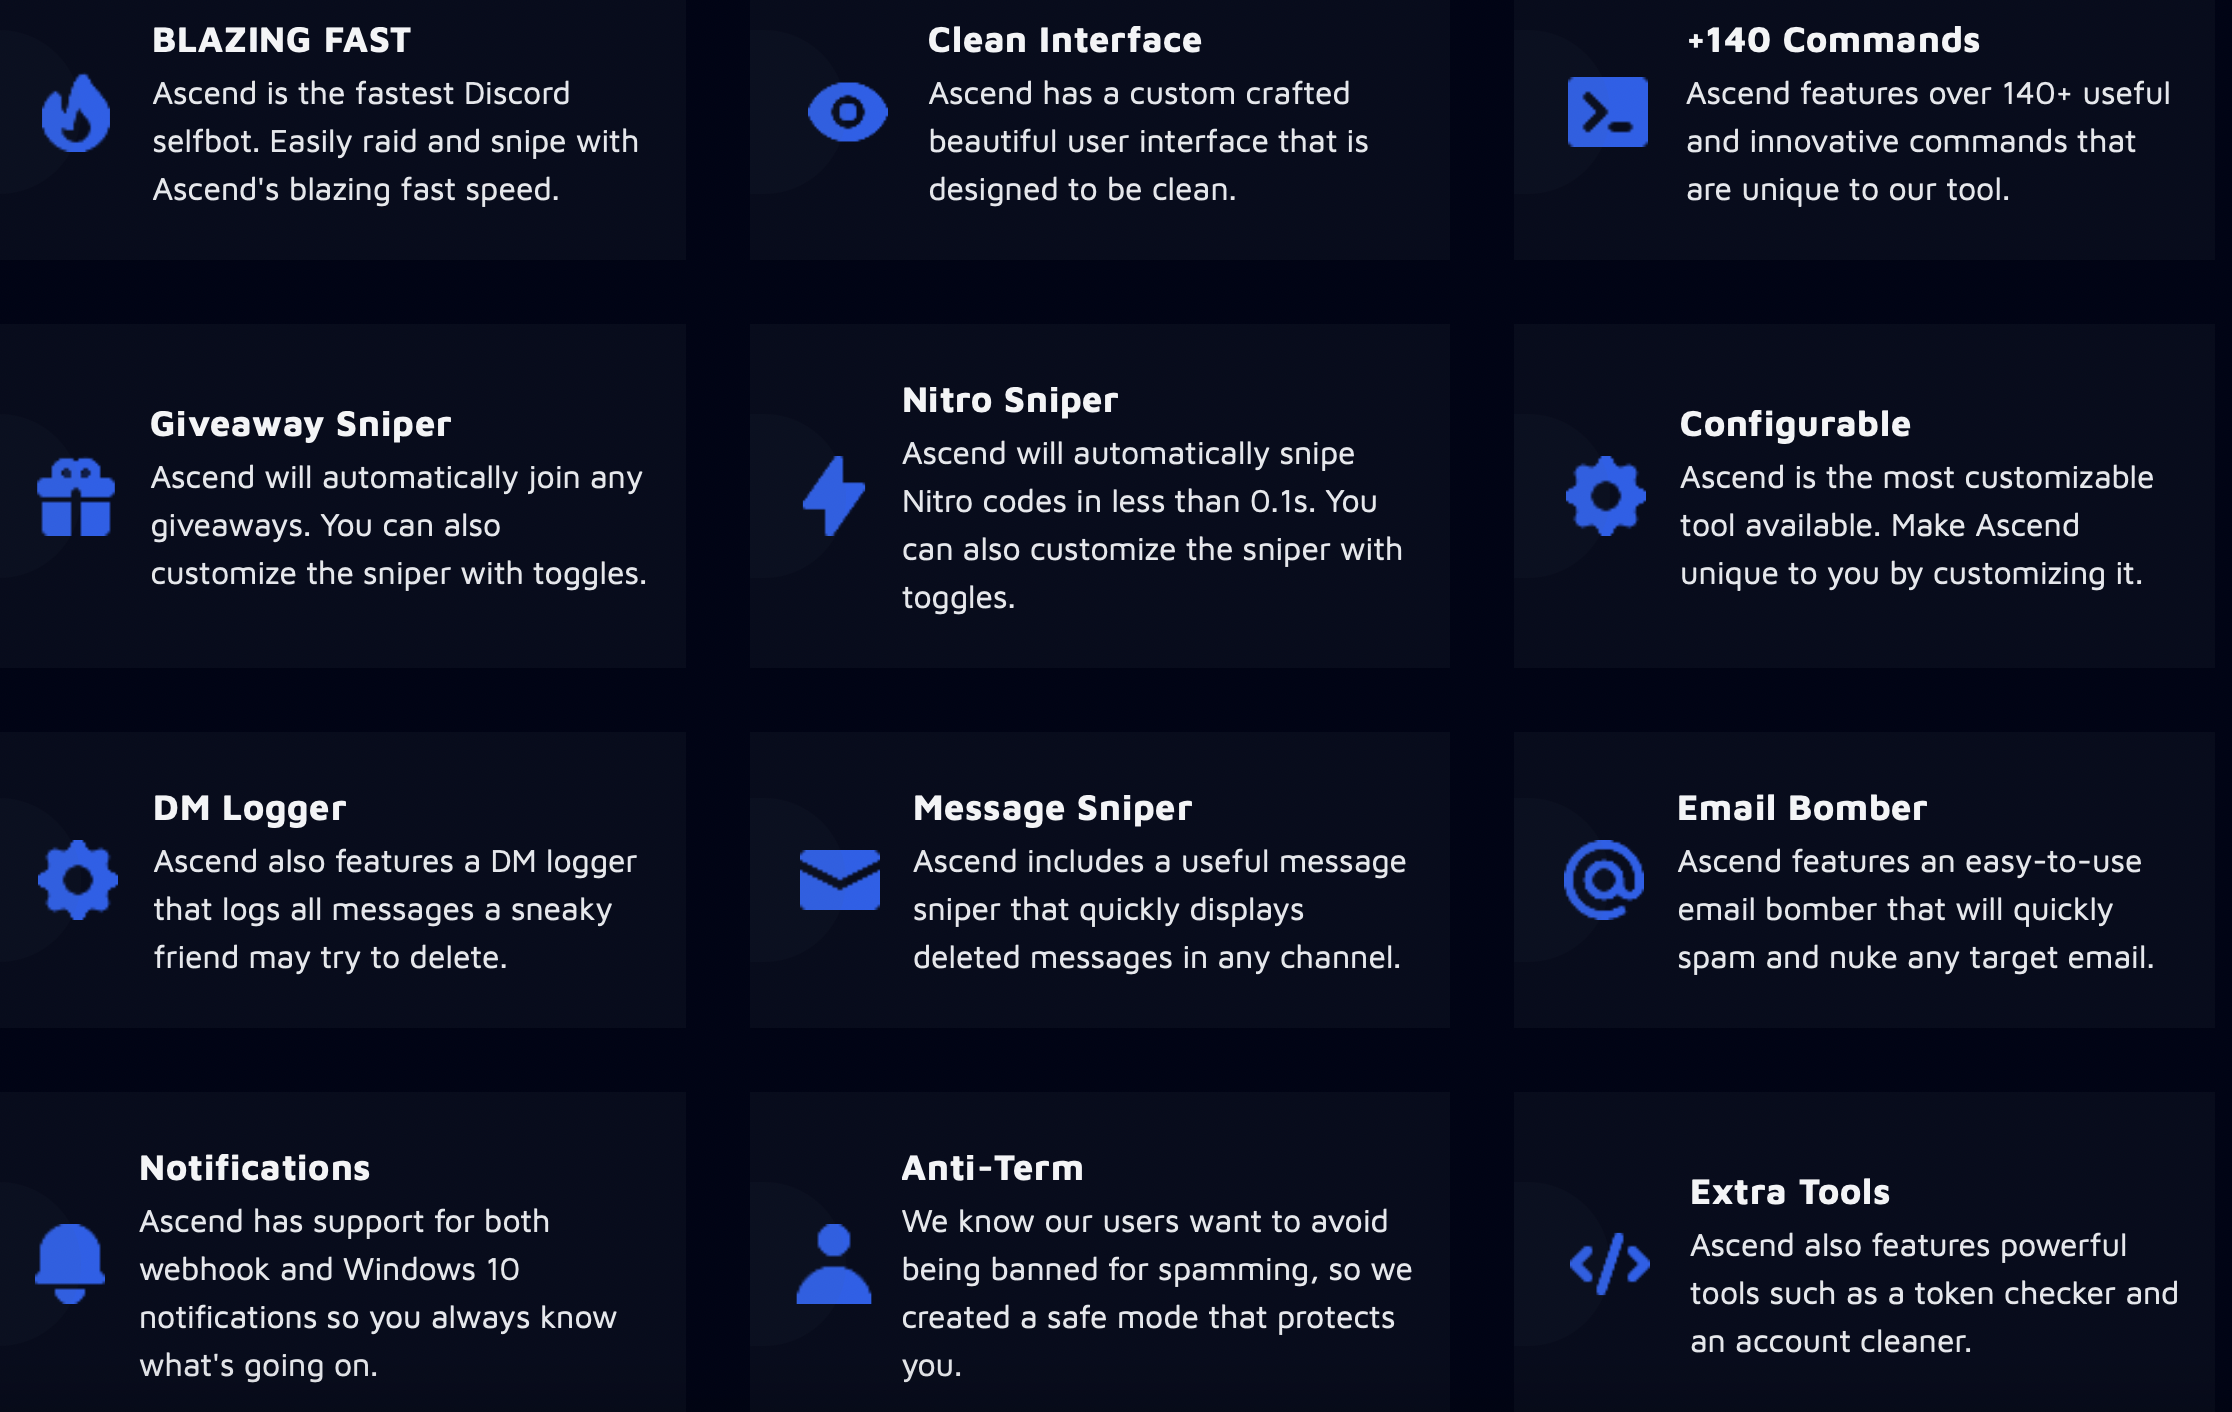 BLAZING FAST
Ascend is the fastest Discord
selfbot. Easily raid and snipe with
Ascend's blazing fast speed.
Clean Interface
Ascend has a custom crafted
beautiful user interface that is
designed to be clean.
+140 Commands
Ascend features over 140+ useful
and innovative commands that
are unique to our tool.
Giveaway Sniper
Ascend will automatically join any
giveaways. You can also
customize the sniper with toggles.
Nitro Sniper
Ascend will automatically snipe
Nitro codes in less than 0.1s. You
can also customize the sniper with
toggles.
Configurable
Ascend is the most customizable
tool available. Make Ascend
unique to you by customizing it.
DM Logger
Ascend also features a DM logger
that logs all messages a sneaky
friend may try to delete.
Message Sniper
Ascend includes a useful message
sniper that quickly displays
deleted messages in any channel.
Email Bomber
Ascend features an easy-to-use
email bomber that will quickly
spam and nuke any target email.
Notifications
Ascend has support for both
webhook and Windows 10
notifications so you always know
what's going on.
Anti-Term
We know our users want to avoid
being banned for spamming, so we
created a safe mode that protects
you.
Extra Tools
Ascend also features powerful
tools such as a token checker and
an account cleaner.